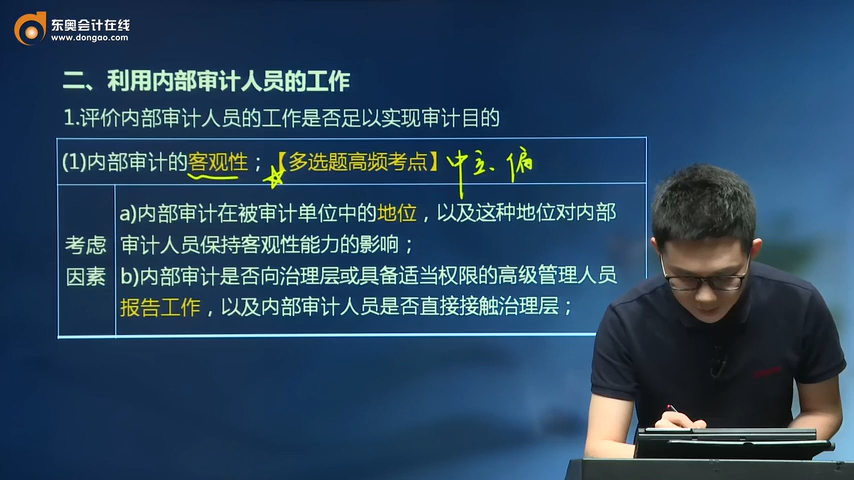 东奥会计在线
www.dongao.com
二、利用内部审计人员的工作
1.评价内部审计人员的工作是否足以实现审计目的
(1)内部审计的客观性；【多选题高频考点】中立、偏
考虑因素
a)内部审计在被审计单位中的地位，以及这种地位对内部
审计人员保持客观性能力的影响；
b)内部审计是否向治理层或具备适当权限的高级管理人员
报告工作，以及内部审计人员是否直接接触治理层；